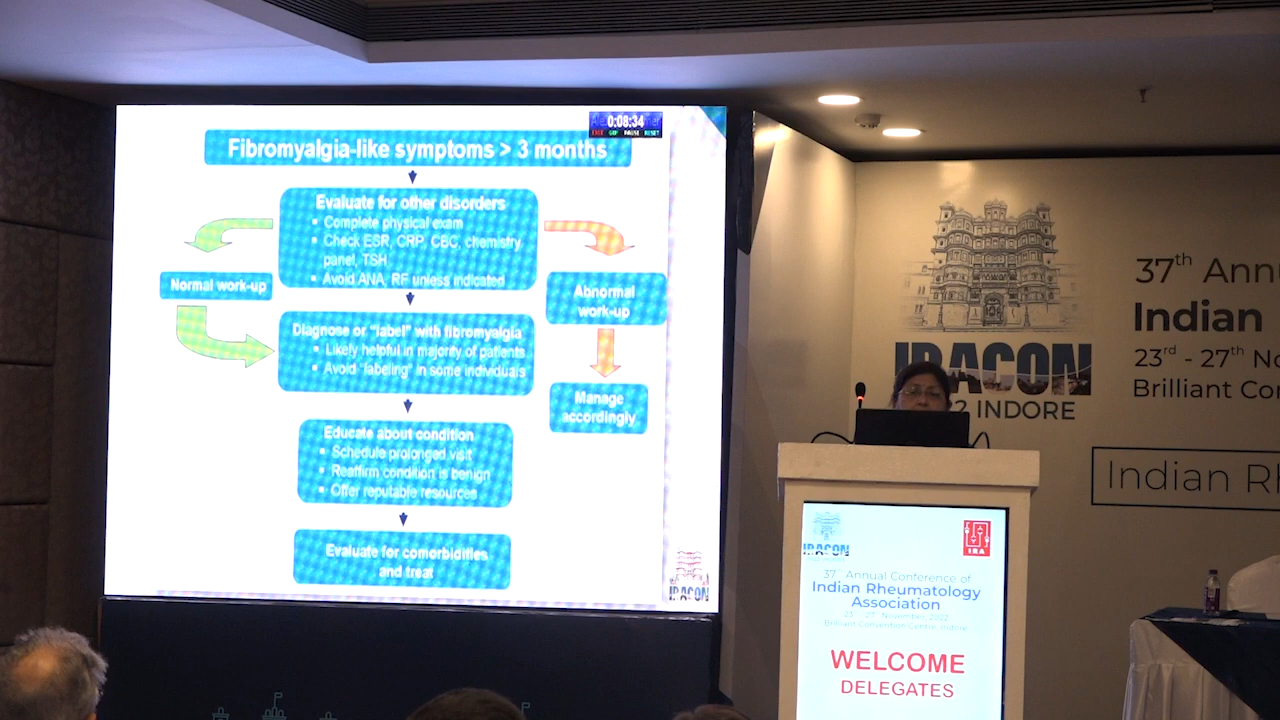 0:08:34
Fibromyalgia-like symptoms > 3 months
Evaluate for other disorders
▪ Complete physical exam
▪ Check ESR, CRP, CBC, chemistry
panel, TSH
▪ Avoid ANA, RF unless indicated
Normal work-up
Abnormal
work-up
Diagnose or "label" with fibromyalgia
▪ Likely helpful in majority of patients
▪ Avoid "labeling" in some individuals
Manage
accordingly
Educate about condition
▪ Schedule prolonged visit
▪ Reaffirm condition is benign
▪ Offer reputable resources
Evaluate for comorbidities
and treat
IRACON
37th Annu
Indian
23rd - 27th No
Brilliant Co
IRACON
2 INDORE
Indian R
IRACON
IRA
37th Annual Conference of
Indian Rheumatology
Association
23rd - 27th November, 2022
Brilliant Convention Centre, Indore
WELCOME
DELEGATES